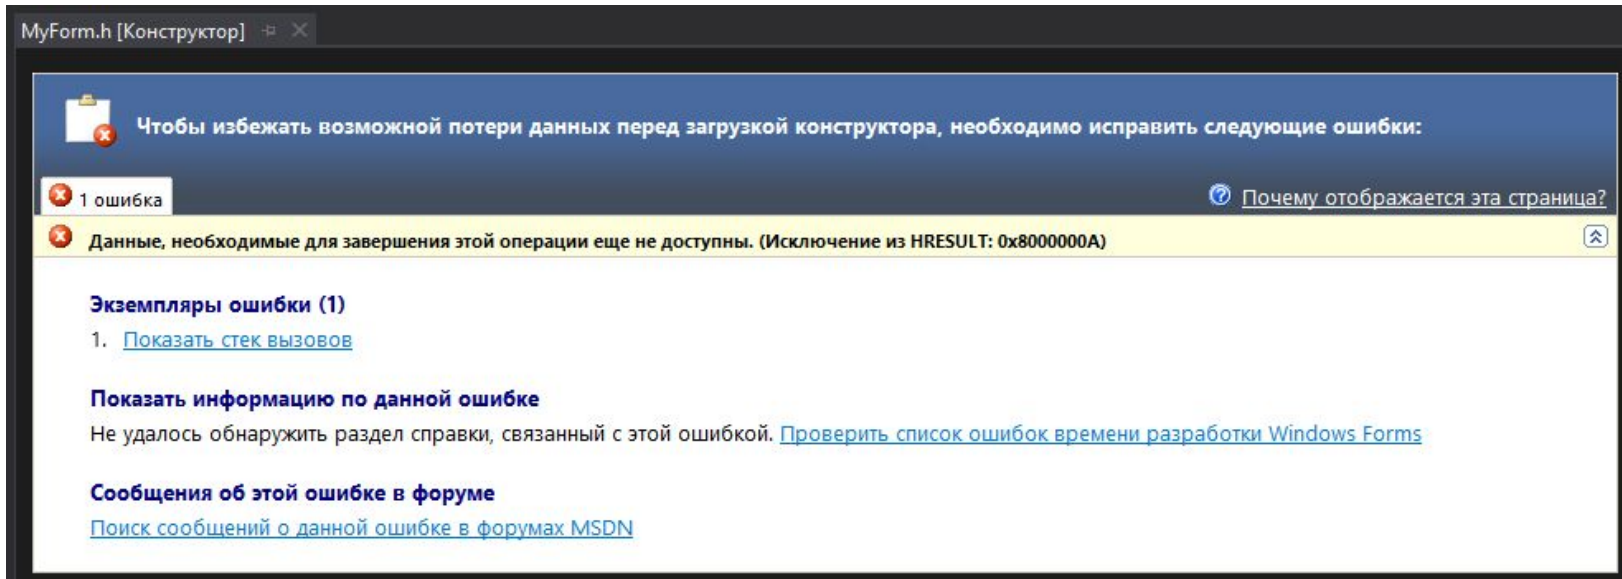 MyForm.h [Конструктор]
Чтобы избежать возможной потери данных перед загрузкой конструктора, необходимо исправить следующие ошибки:
1 ошибка
Почему отображается эта страница?
Данные, необходимые для завершения этой операции еще не доступны. (Исключение из HRESULT: 0x8000000A)
Экземпляры ошибки (1)
1. Показать стек вызовов
Показать информацию по данной ошибке
Не удалось обнаружить раздел справки, связанный с этой ошибкой. Проверить список ошибок времени разработки Windows Forms
Сообщения об этой ошибке в форуме
Поиск сообщений о данной ошибке в форумах MSDN